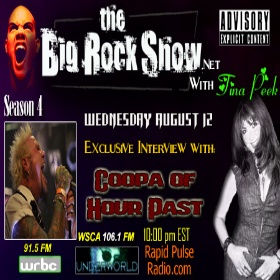 the
Big Rock Show.NET
ADVISORY
EXPLICIT CONTENT
WITH Tina Peek
Season 4
WEDNESDAY AUGUST 12
EXCLUSIVE INTERVIEW WITH:
COOPA OF
HOUR PAST
91.5 FM
wrbc
WSCA 106.1 FM
UNDERWORLD
10:00 pm EST
Rapid Pulse
Radio.com